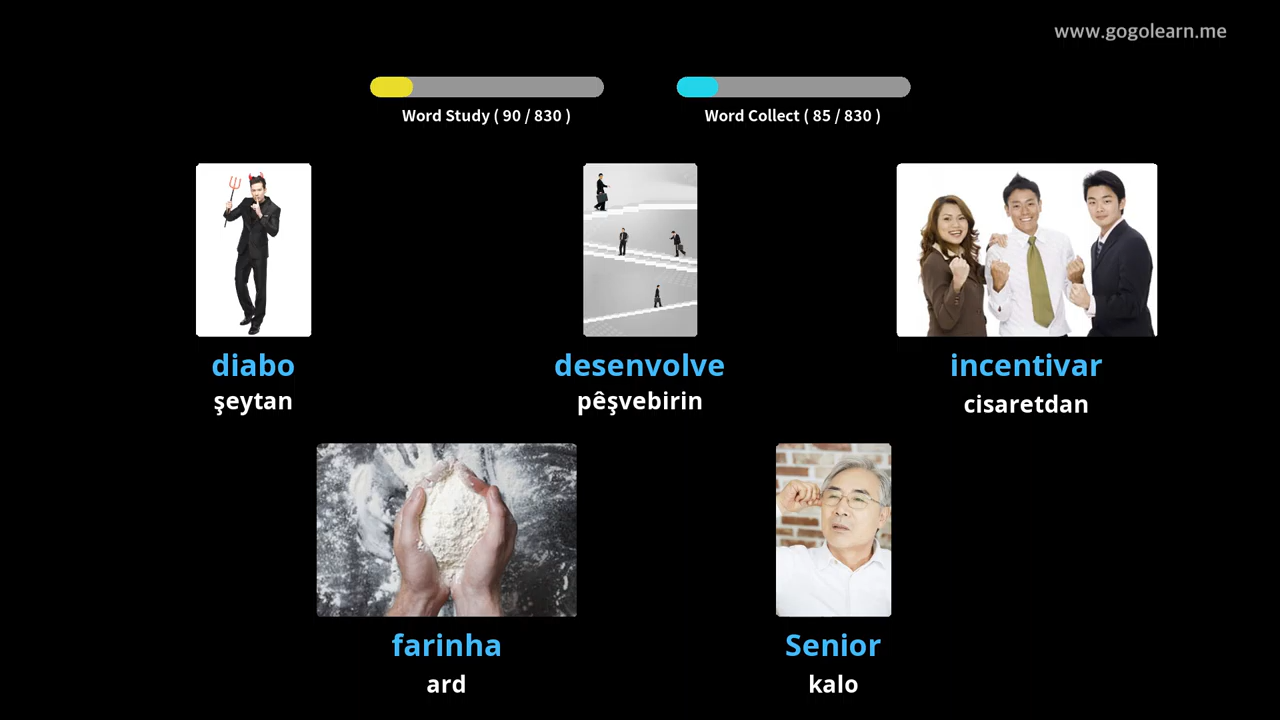 www.gogolearn.me
Word Study ( 90 / 830 )
Word Collect ( 85 / 830 )
diabo
şeytan
desenvolve
pêşvebirin
incentivar
cisaretdan
farinha
ard
Senior
kalo